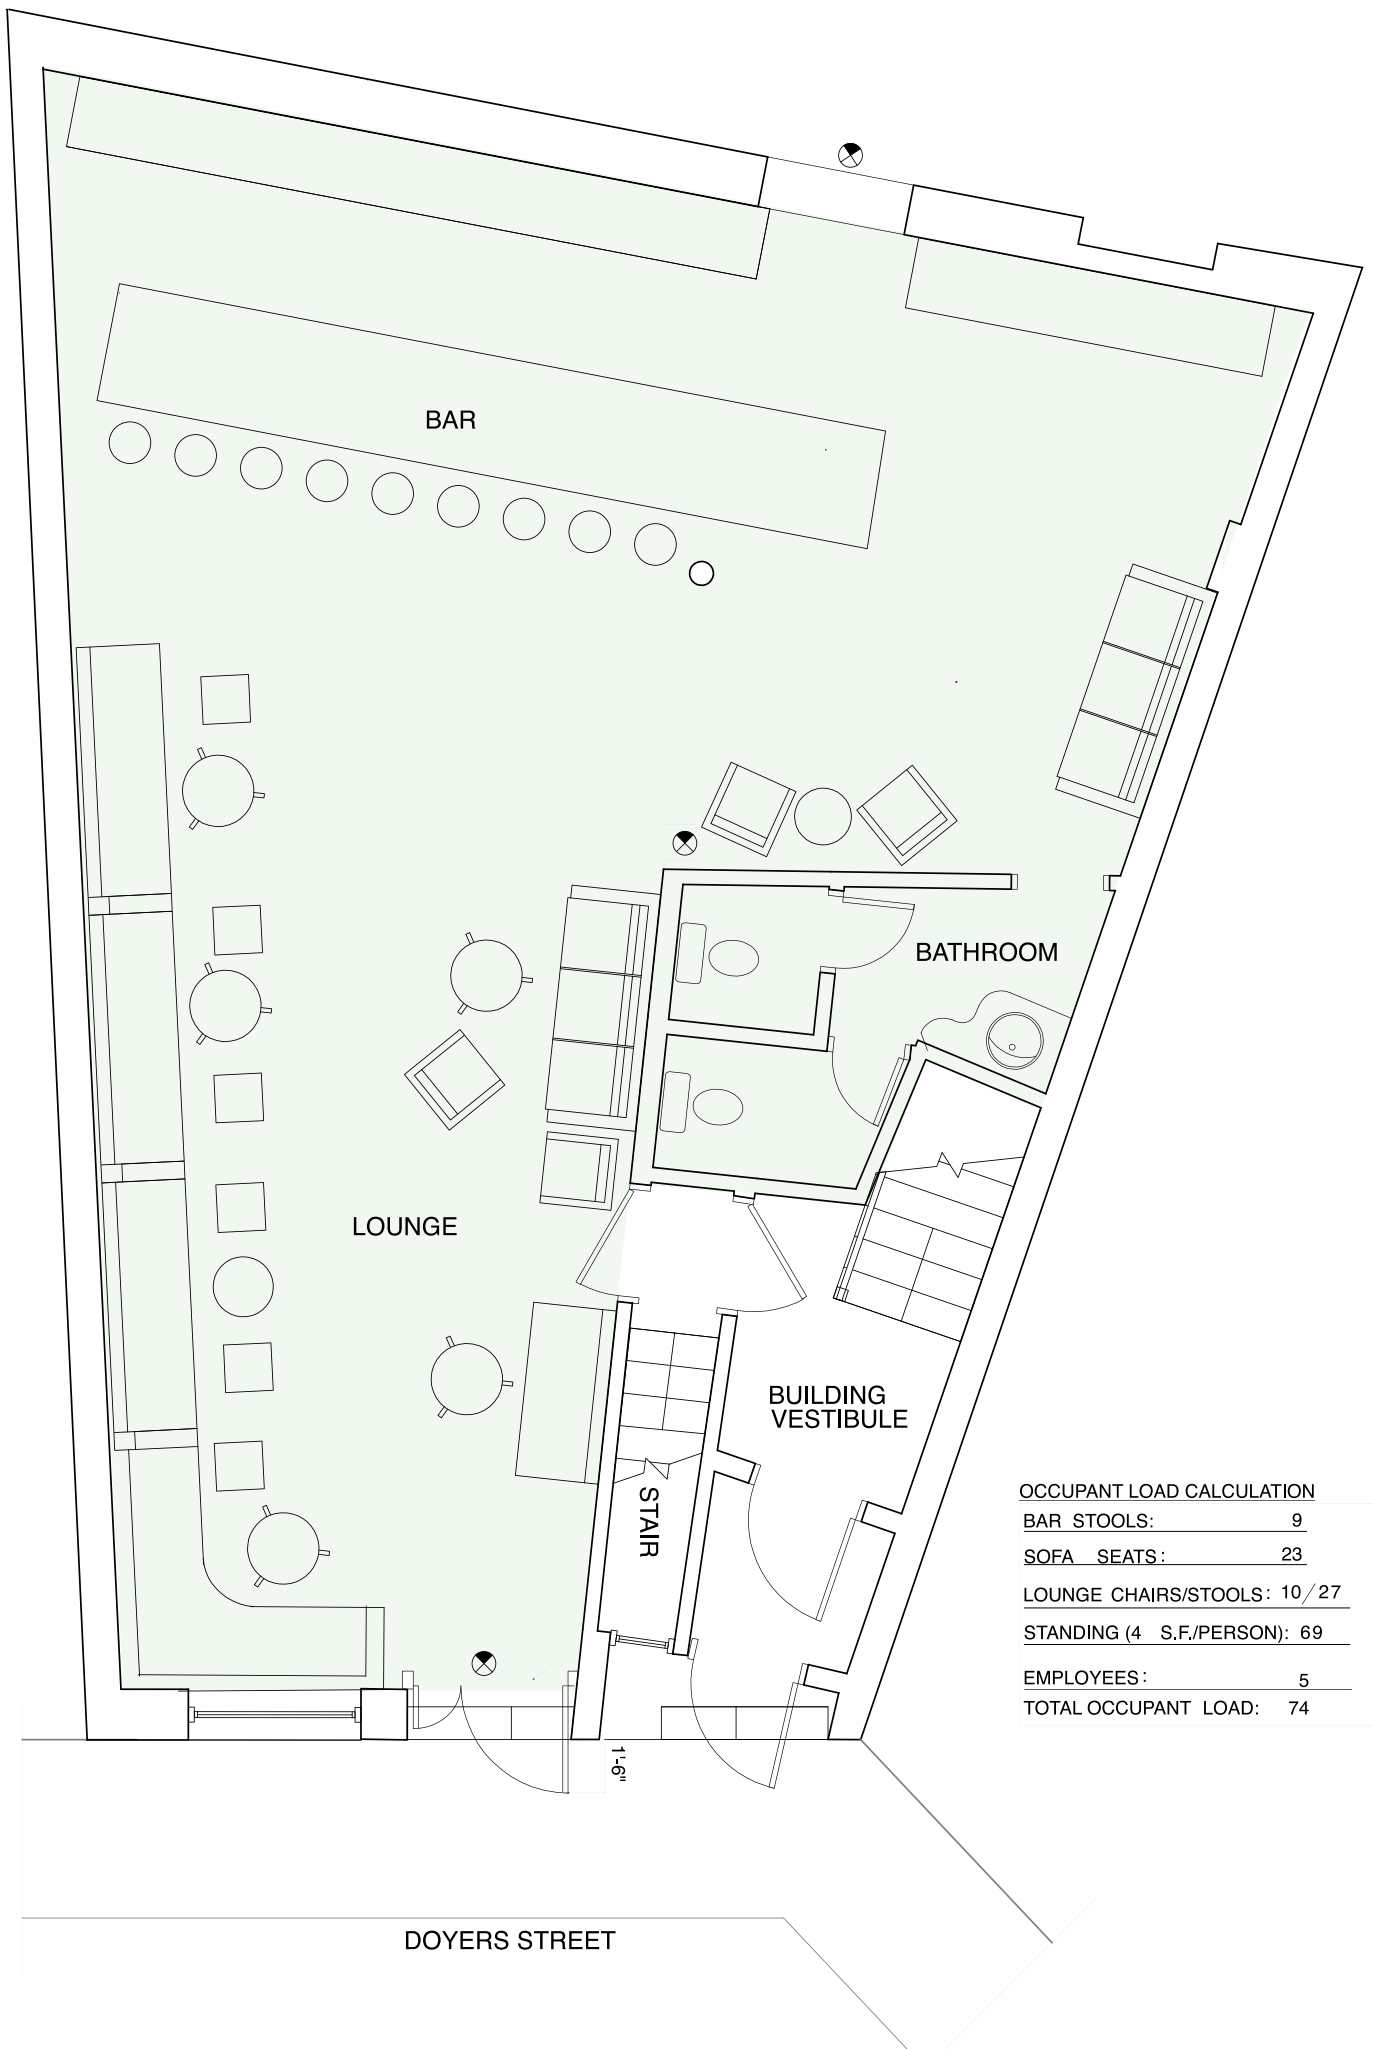 BAR
BATHROOM
LOUNGE
BUILDING
VESTIBULE
STAIR
OCCUPANT LOAD CALCULATION
BAR STOOLS: 9
SOFA SEATS: 23
LOUNGE CHAIRS/STOOLS: 10/27
STANDING (4 S.F./PERSON): 69
EMPLOYEES: 5
TOTAL OCCUPANT LOAD: 74
1'-6"
DOYERS STREET